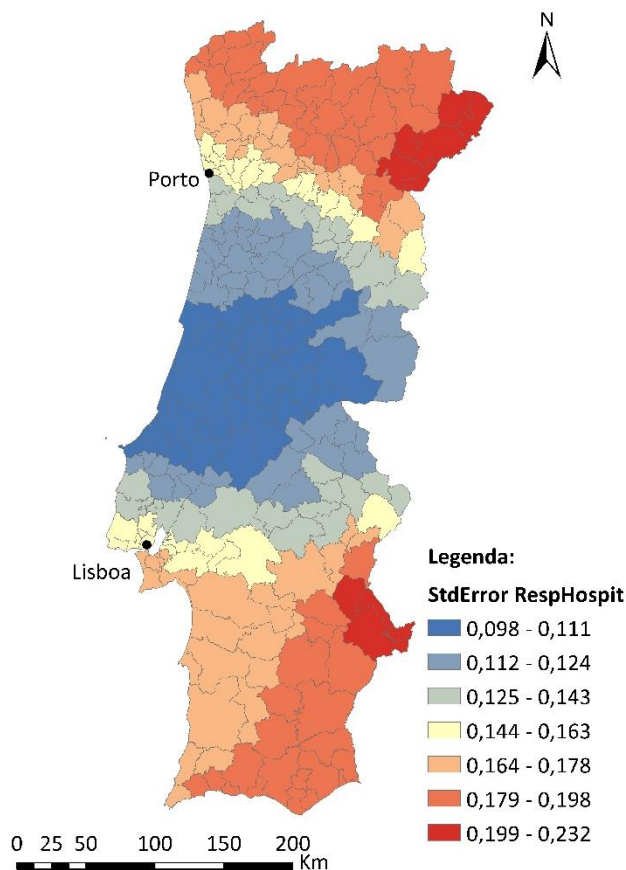 N
Porto
Lisboa
Legenda:
StdError RespHospit
0,098 - 0,111
0,112 - 0,124
0,125 - 0,143
0,144 - 0,163
0,164 - 0,178
0,179 - 0,198
0,199 - 0,232
0 25 50 100 150 200
Km